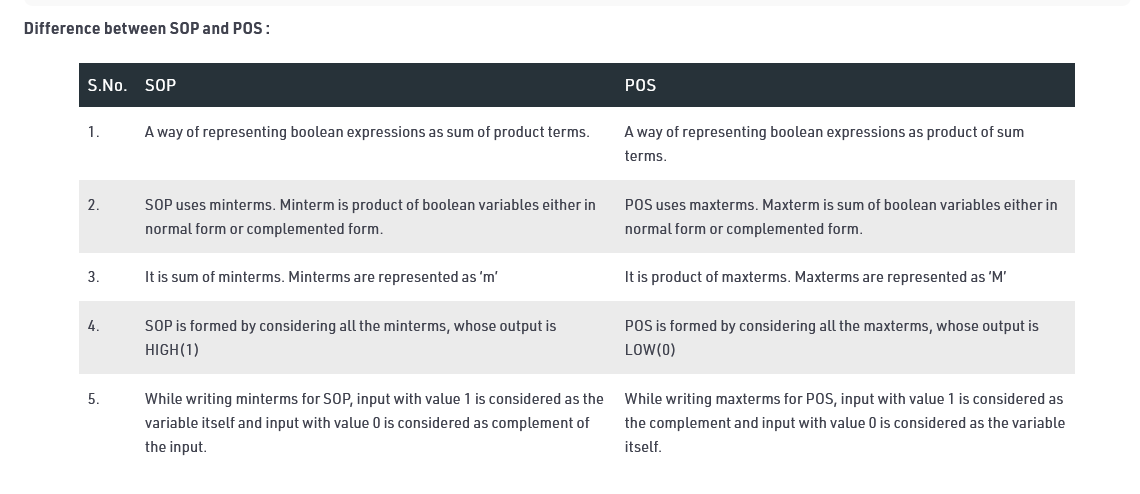 Difference between SOP and POS :
S.No. SOP POS
1. A way of representing boolean expressions as sum of product terms. A way of representing boolean expressions as product of sum
terms.
2. SOP uses minterms. Minterm is product of boolean variables either in POS uses maxterms. Maxterm is sum of boolean variables either in
normal form or complemented form. normal form or complemented form.
3. It is sum of minterms. Minterms are represented as ‘m’ It is product of maxterms. Maxterms are represented as ‘M’
4. SOP is formed by considering all the minterms, whose output is POS is formed by considering all the maxterms, whose output is
HIGH(1) LOW(0)
5. While writing minterms for SOP, input with value 1 is considered as the While writing maxterms for POS, input with value 1 is considered as
variable itself and input with value 0 is considered as complement of the complement and input with value 0 is considered as the variable
the input. itself.